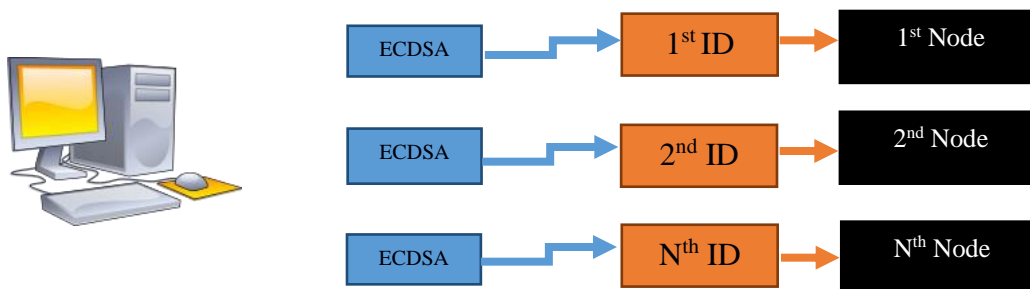 ECDSA
1st ID
1st Node
ECDSA
2nd ID
2nd Node
ECDSA
Nth ID
Nth Node